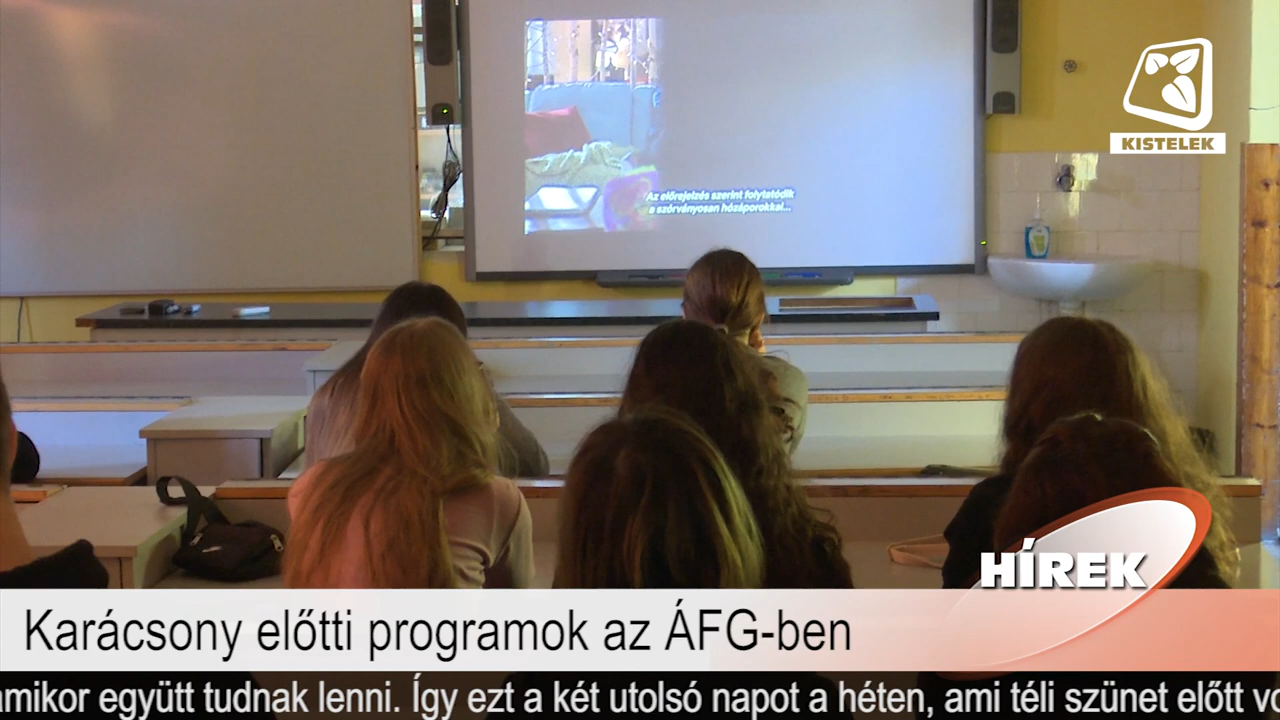 KISTELEK
Az előrejelzés szerint folytatódik
a szórványosan hózáporokkal...
HÍREK
Karácsony előtti programok az ÁFG-ben
amikor együtt tudnak lenni. Így ezt a két utolsó napot a héten, ami téli szünet előtt vo